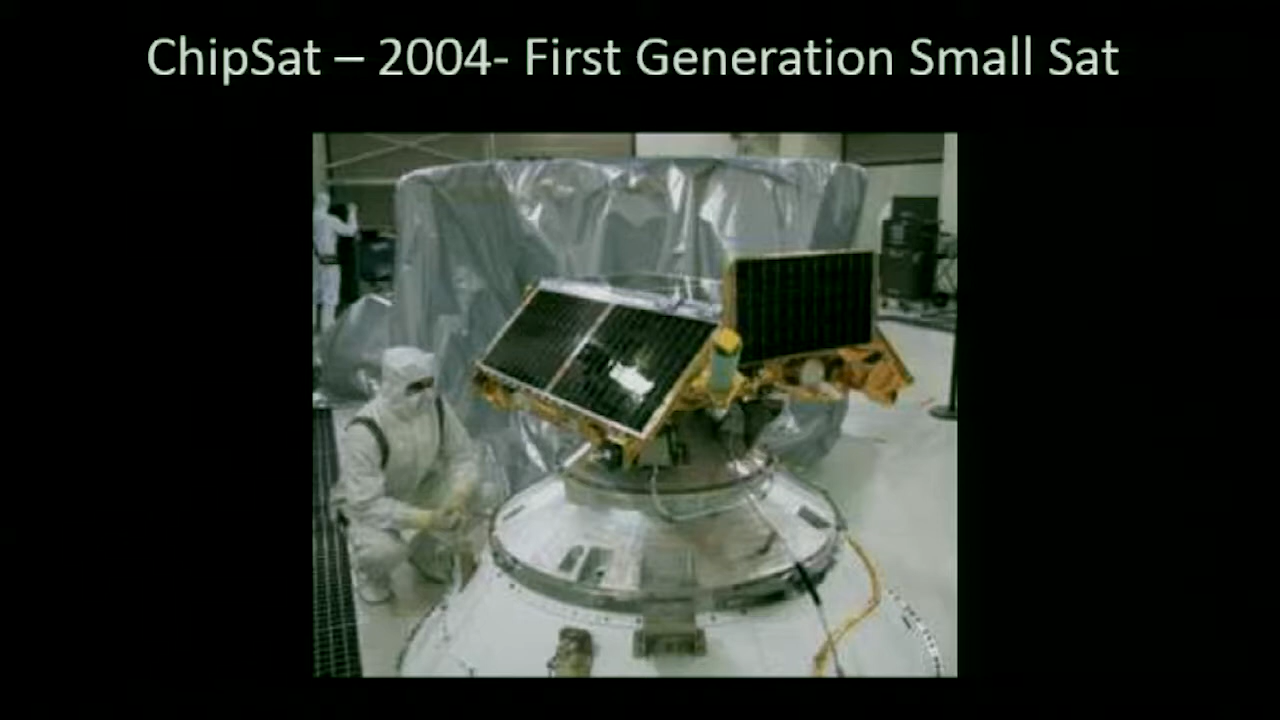 ChipSat – 2004- First Generation Small Sat